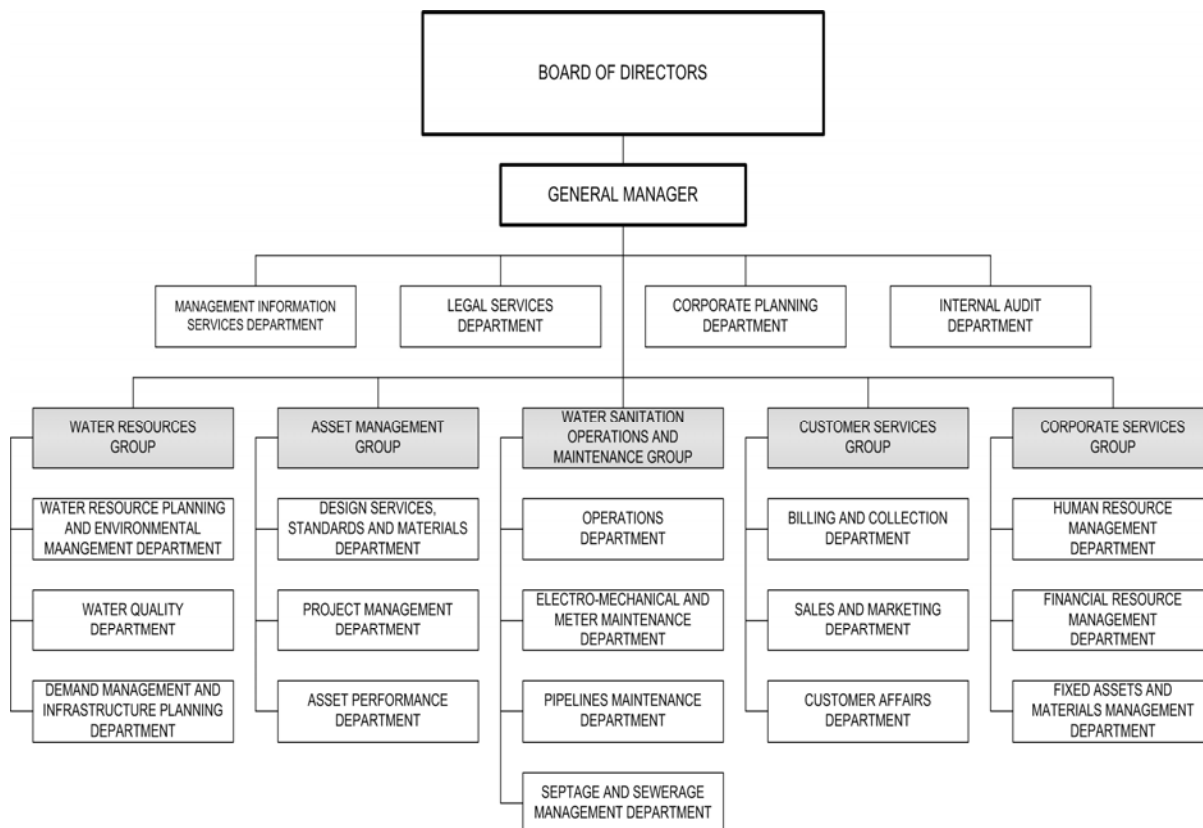 BOARD OF DIRECTORS
GENERAL MANAGER
MANAGEMENT INFORMATION
SERVICES DEPARTMENT
LEGAL SERVICES
DEPARTMENT
CORPORATE PLANNING
DEPARTMENT
INTERNAL AUDIT
DEPARTMENT
WATER RESOURCES
GROUP
ASSET MANAGEMENT
GROUP
WATER SANITATION
OPERATIONS AND
MAINTENANCE GROUP
CUSTOMER SERVICES
GROUP
CORPORATE SERVICES
GROUP
WATER RESOURCE PLANNING
AND ENVIRONMENTAL
MAANGEMENT DEPARTMENT
DESIGN SERVICES,
STANDARDS AND MATERIALS
DEPARTMENT
OPERATIONS
DEPARTMENT
BILLING AND COLLECTION
DEPARTMENT
HUMAN RESOURCE
MANAGEMENT
DEPARTMENT
WATER QUALITY
DEPARTMENT
PROJECT MANAGEMENT
DEPARTMENT
ELECTRO-MECHANICAL AND
METER MAINTENANCE
DEPARTMENT
SALES AND MARKETING
DEPARTMENT
FINANCIAL RESOURCE
MANAGEMENT
DEPARTMENT
DEMAND MANAGEMENT AND
INFRASTRUCTURE PLANNING
DEPARTMENT
ASSET PERFORMANCE
DEPARTMENT
PIPELINES MAINTENANCE
DEPARTMENT
CUSTOMER AFFAIRS
DEPARTMENT
FIXED ASSETS AND
MATERIALS MANAGEMENT
DEPARTMENT
SEPTAGE AND SEWERAGE
MANAGEMENT DEPARTMENT